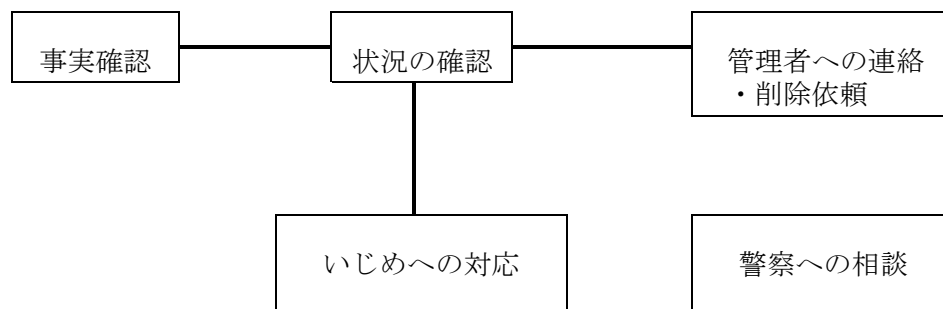 事実確認
状況の確認
管理者への連絡
・削除依頼
いじめへの対応
警察への相談